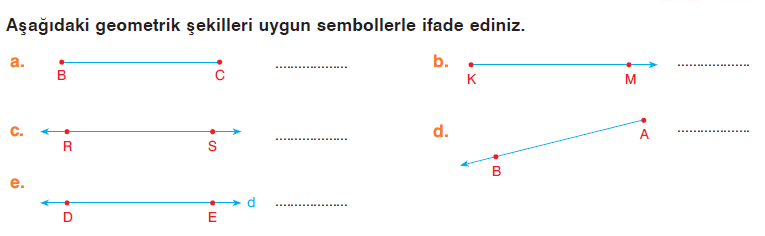 Aşağıdaki geometrik şekilleri uygun sembollerle ifade ediniz.
a. B C ...................
b. K M ...................
c. R S ...................
d. B A ...................
e. D E d ...................